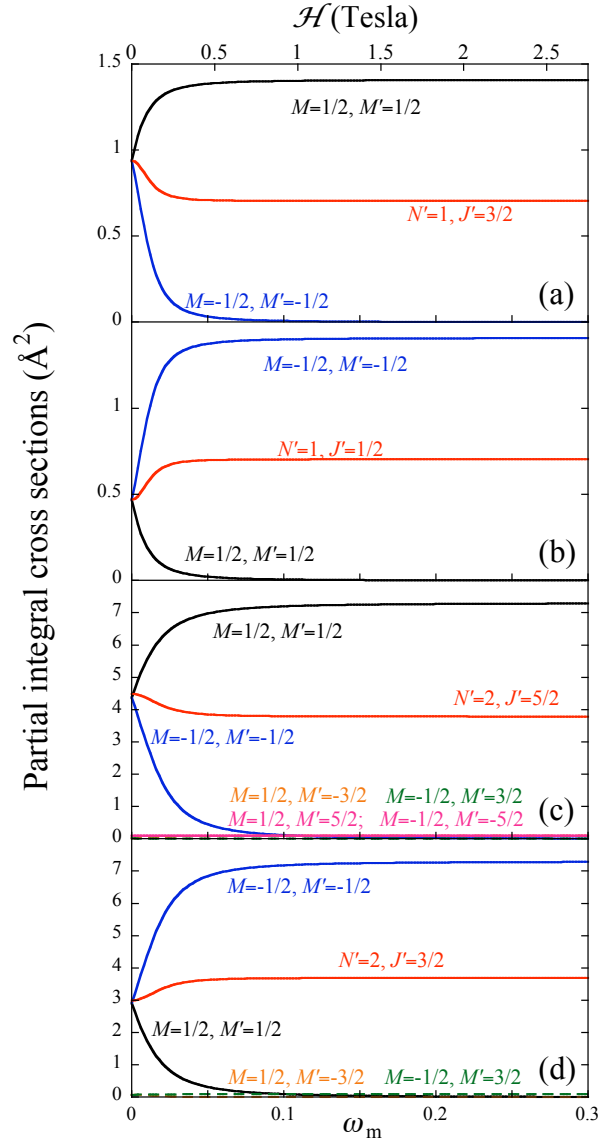 ℋ (Tesla)
0 0.5 1 1.5 2 2.5
1.5
M=1/2, M′=1/2
1
N′=1, J′=3/2
0.5
M=-1/2, M′=-1/2
(a)
0
M=-1/2, M′=-1/2
1
N′=1, J′=1/2
0.5
M=1/2, M′=1/2
(b)
0
7
M=1/2, M′=1/2
6
5
N′=2, J′=5/2
4
M=-1/2, M′=-1/2
3
2
M=1/2, M′=-3/2 M=-1/2, M′=3/2
1
(c)
M=1/2, M′=5/2; M=-1/2, M′=-5/2
0
7
M=-1/2, M′=-1/2
6
5
4
N′=2, J′=3/2
3
2
M=1/2, M′=1/2
1
M=1/2, M′=-3/2 M=-1/2, M′=3/2
(d)
0
0 0.1 0.2 0.3
ωm
Partial integral cross sections (Å²)